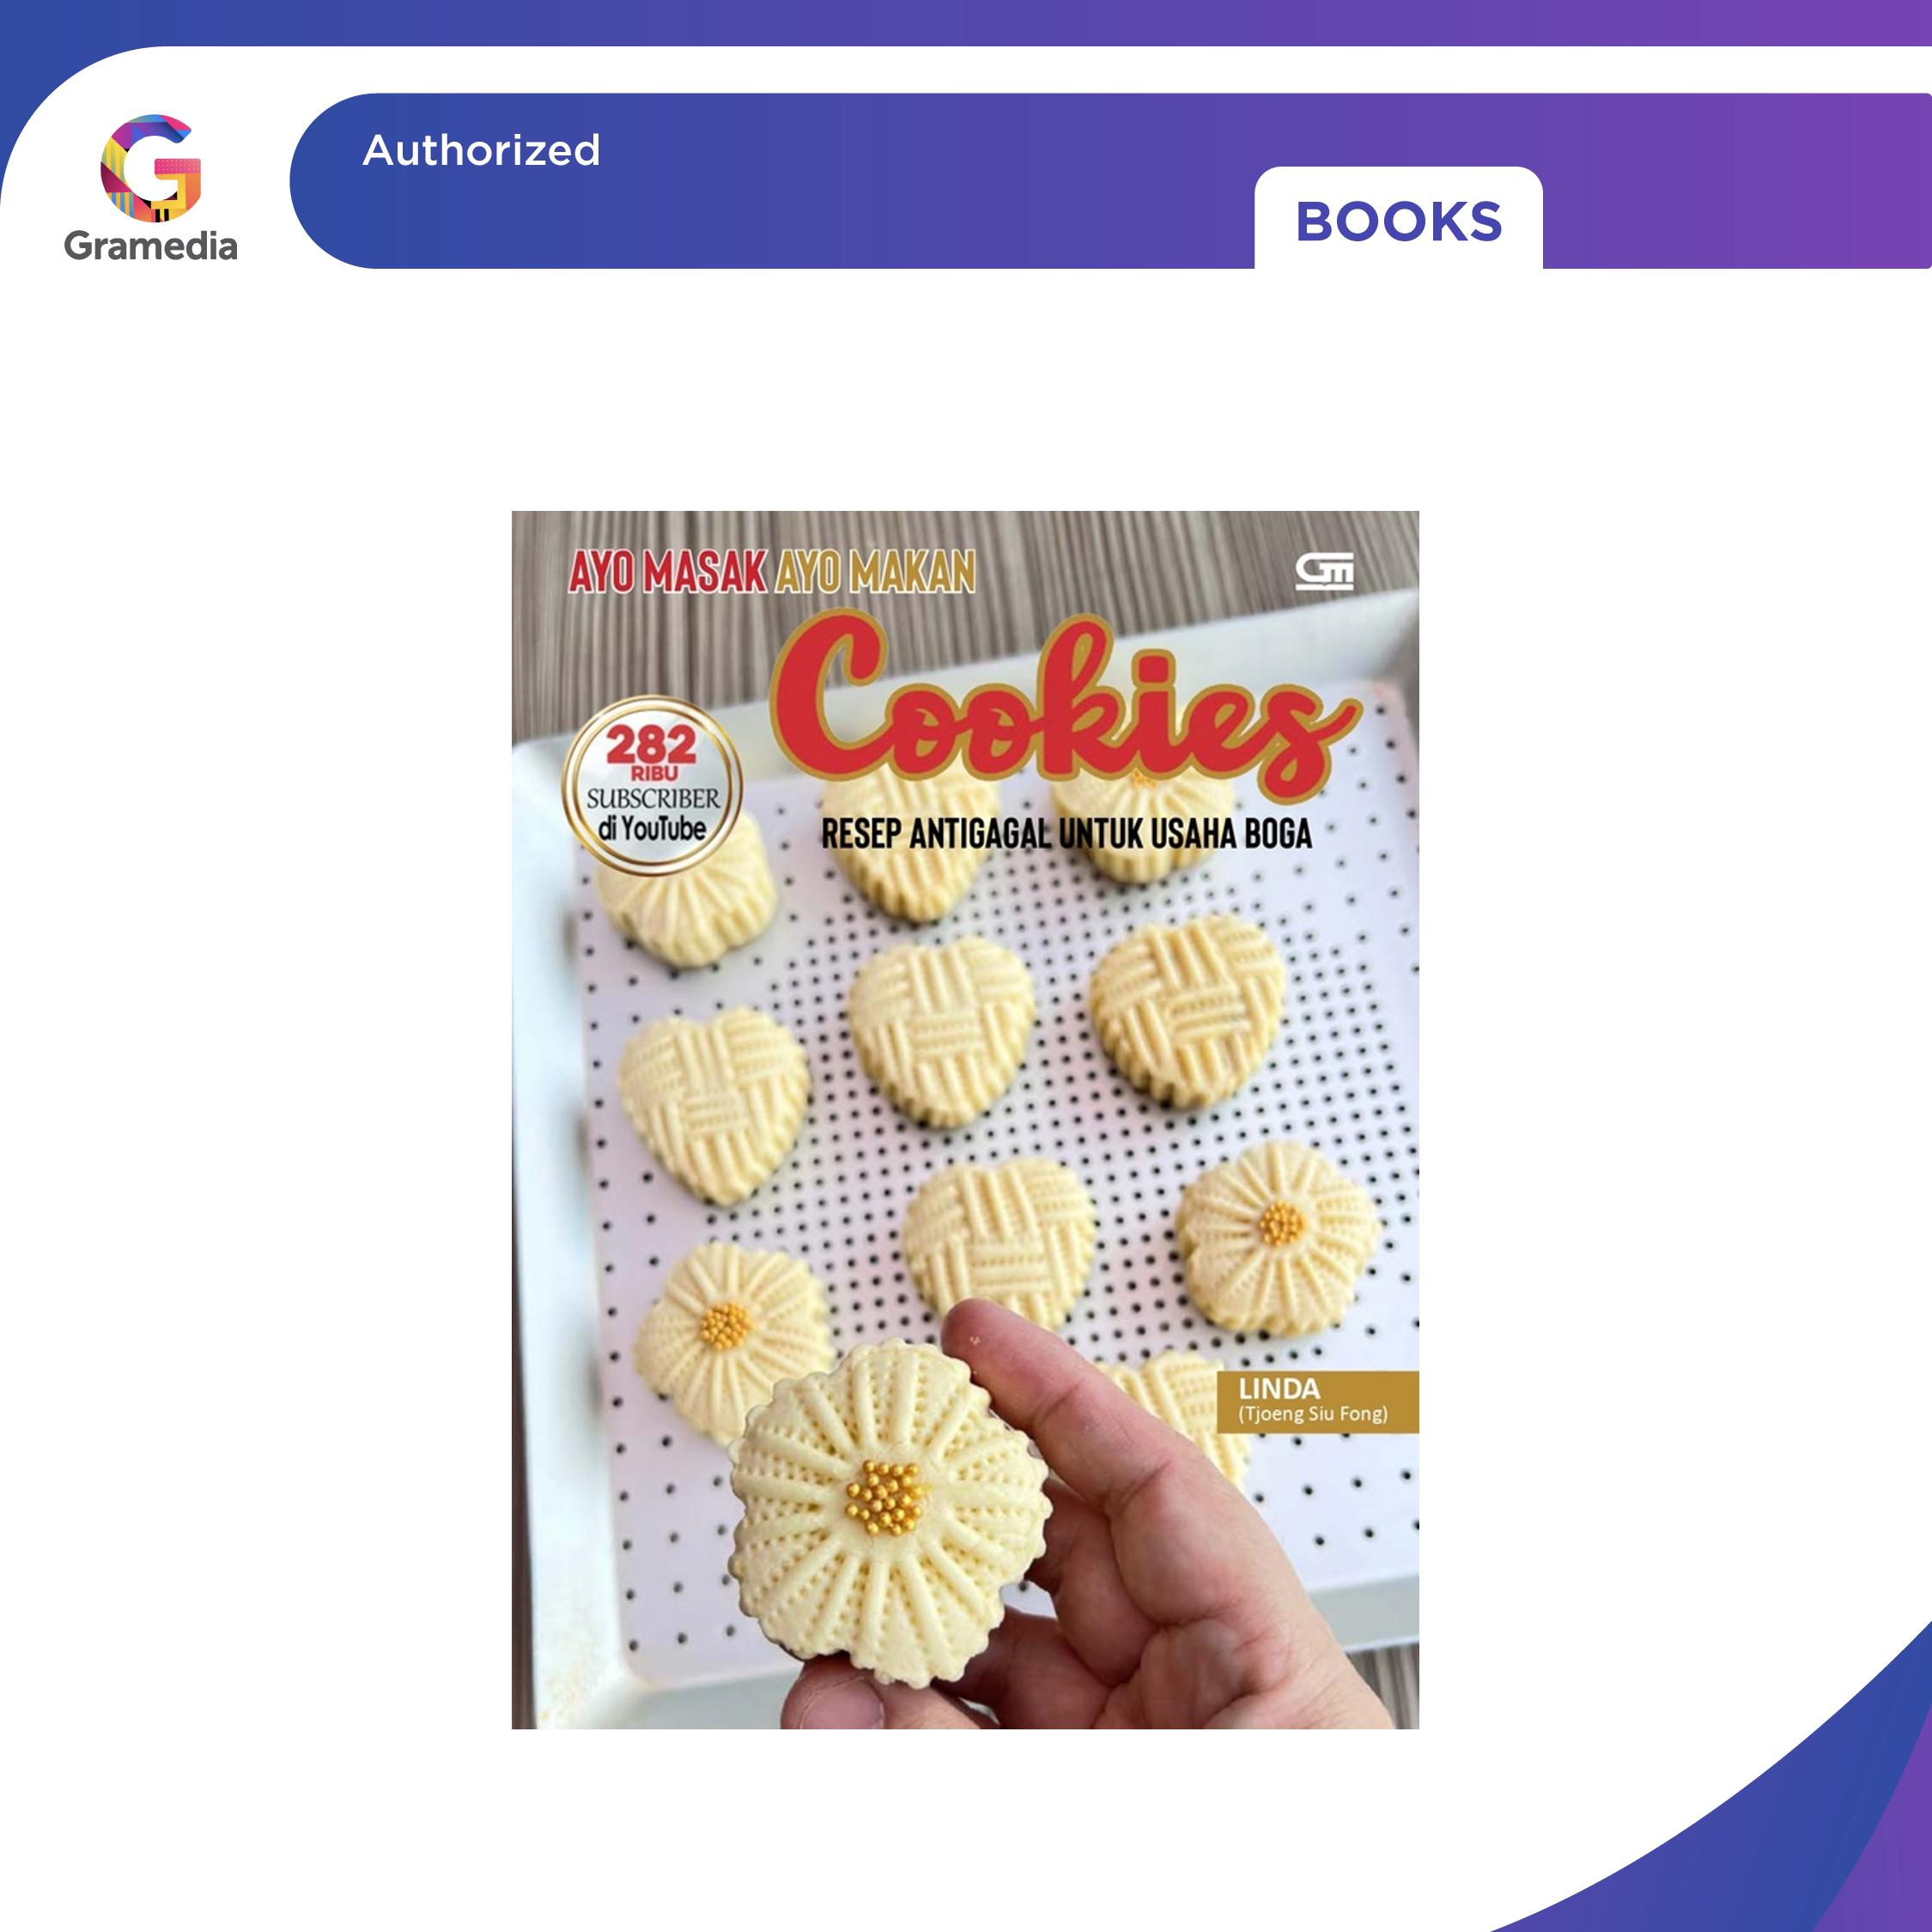 Authorized
Gramedia
BOOKS
AYO MASAK AYO MAKAN
GM
Cookies
282
RIBU
SUBSCRIBER
di YouTube
RESEP ANTIGAGAL UNTUK USAHA BOGA
LINDA
(Tjoeng Siu Fong)